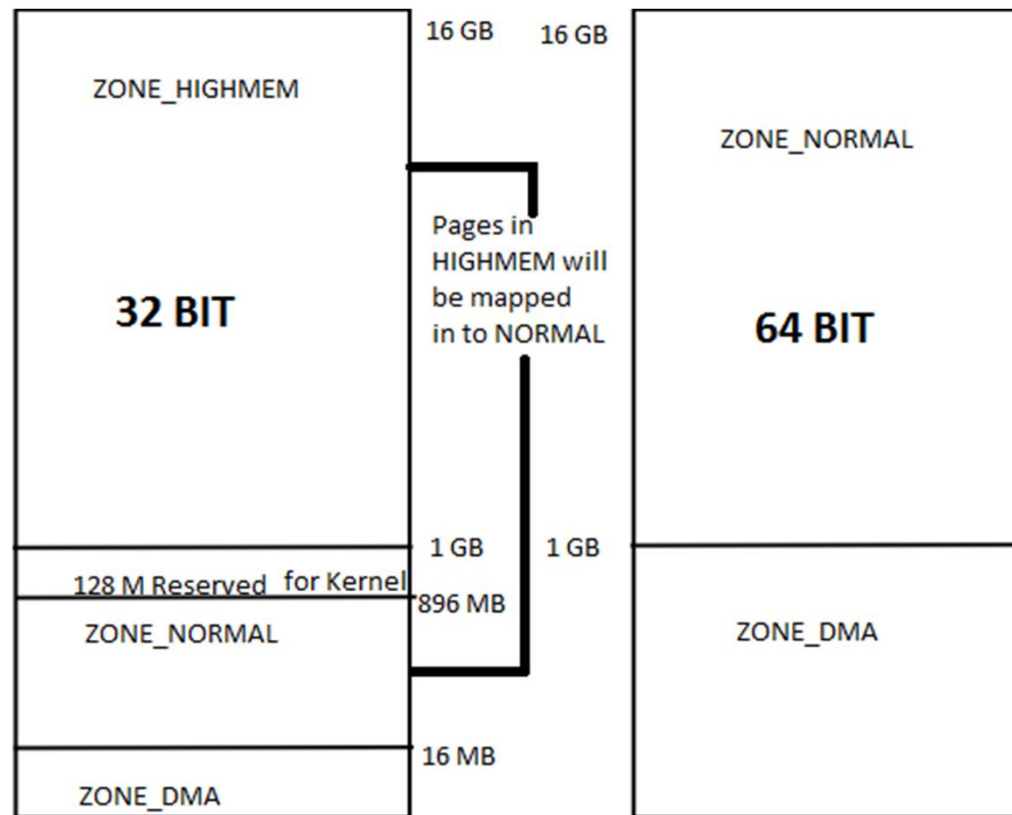 16 GB
16 GB
ZONE_HIGHMEM
ZONE_NORMAL
Pages in
HIGHMEM will
be mapped
in to NORMAL
32 BIT
64 BIT
1 GB
1 GB
128 M Reserved for Kernel
896 MB
ZONE_NORMAL
ZONE_DMA
16 MB
ZONE_DMA